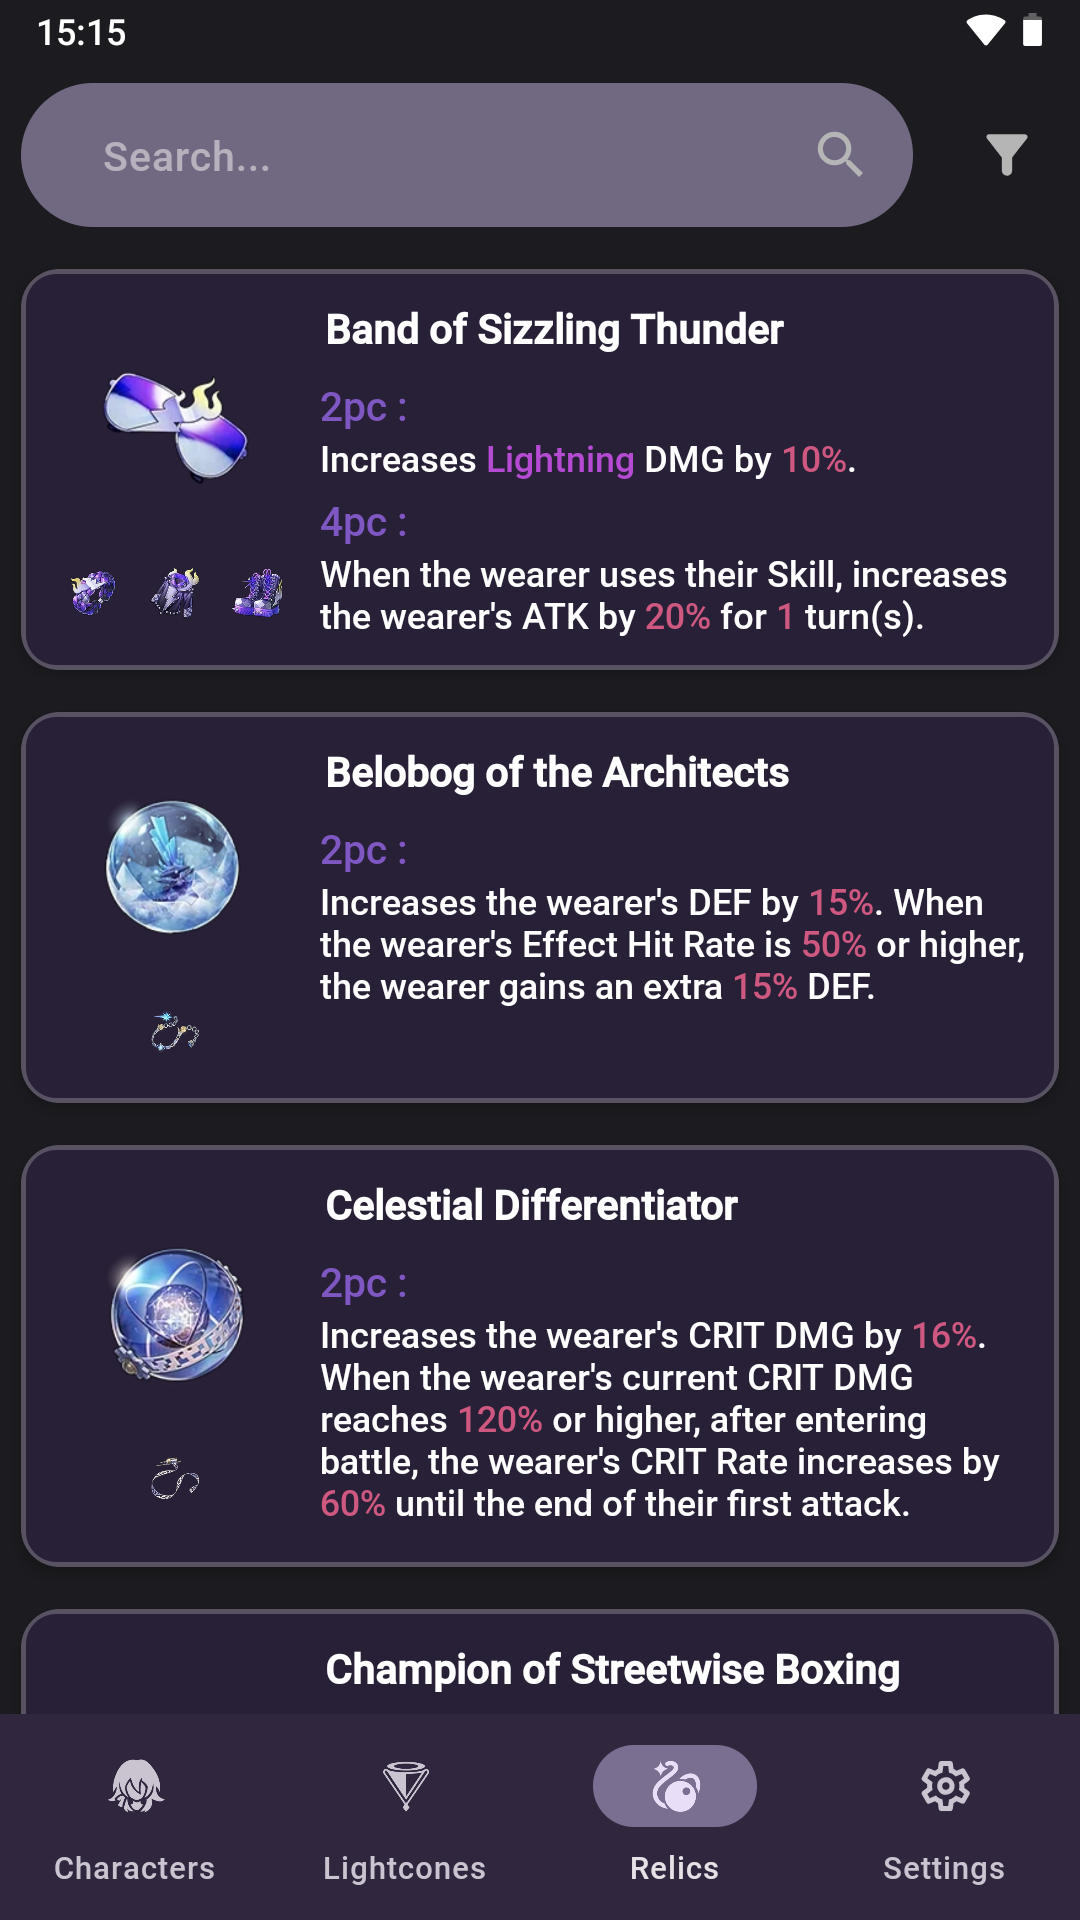 15:15
Search...
Band of Sizzling Thunder
2pc :
Increases Lightning DMG by 10%.
4pc :
When the wearer uses their Skill, increases
the wearer's ATK by 20% for 1 turn(s).
Belobog of the Architects
2pc :
Increases the wearer's DEF by 15%. When
the wearer's Effect Hit Rate is 50% or higher,
the wearer gains an extra 15% DEF.
Celestial Differentiator
2pc :
Increases the wearer's CRIT DMG by 16%.
When the wearer's current CRIT DMG
reaches 120% or higher, after entering
battle, the wearer's CRIT Rate increases by
60% until the end of their first attack.
Champion of Streetwise Boxing
Characters
Lightcones
Relics
Settings